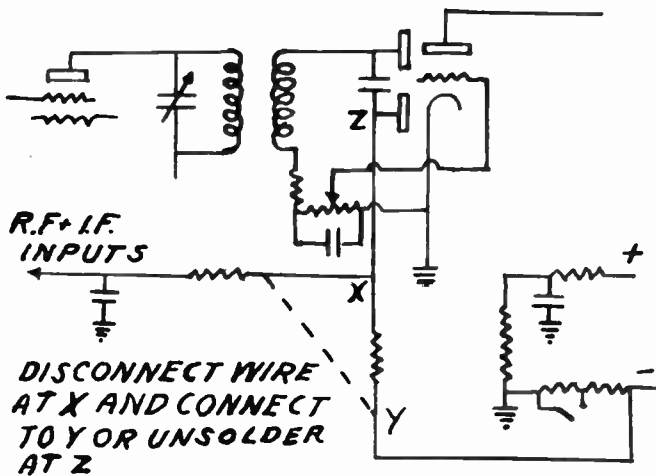 Z
R.F+I.F.
INPUTS
X
+
-
DISCONNECT WIRE
AT X AND CONNECT
TO Y OR UNSOLDER
AT Z
Y